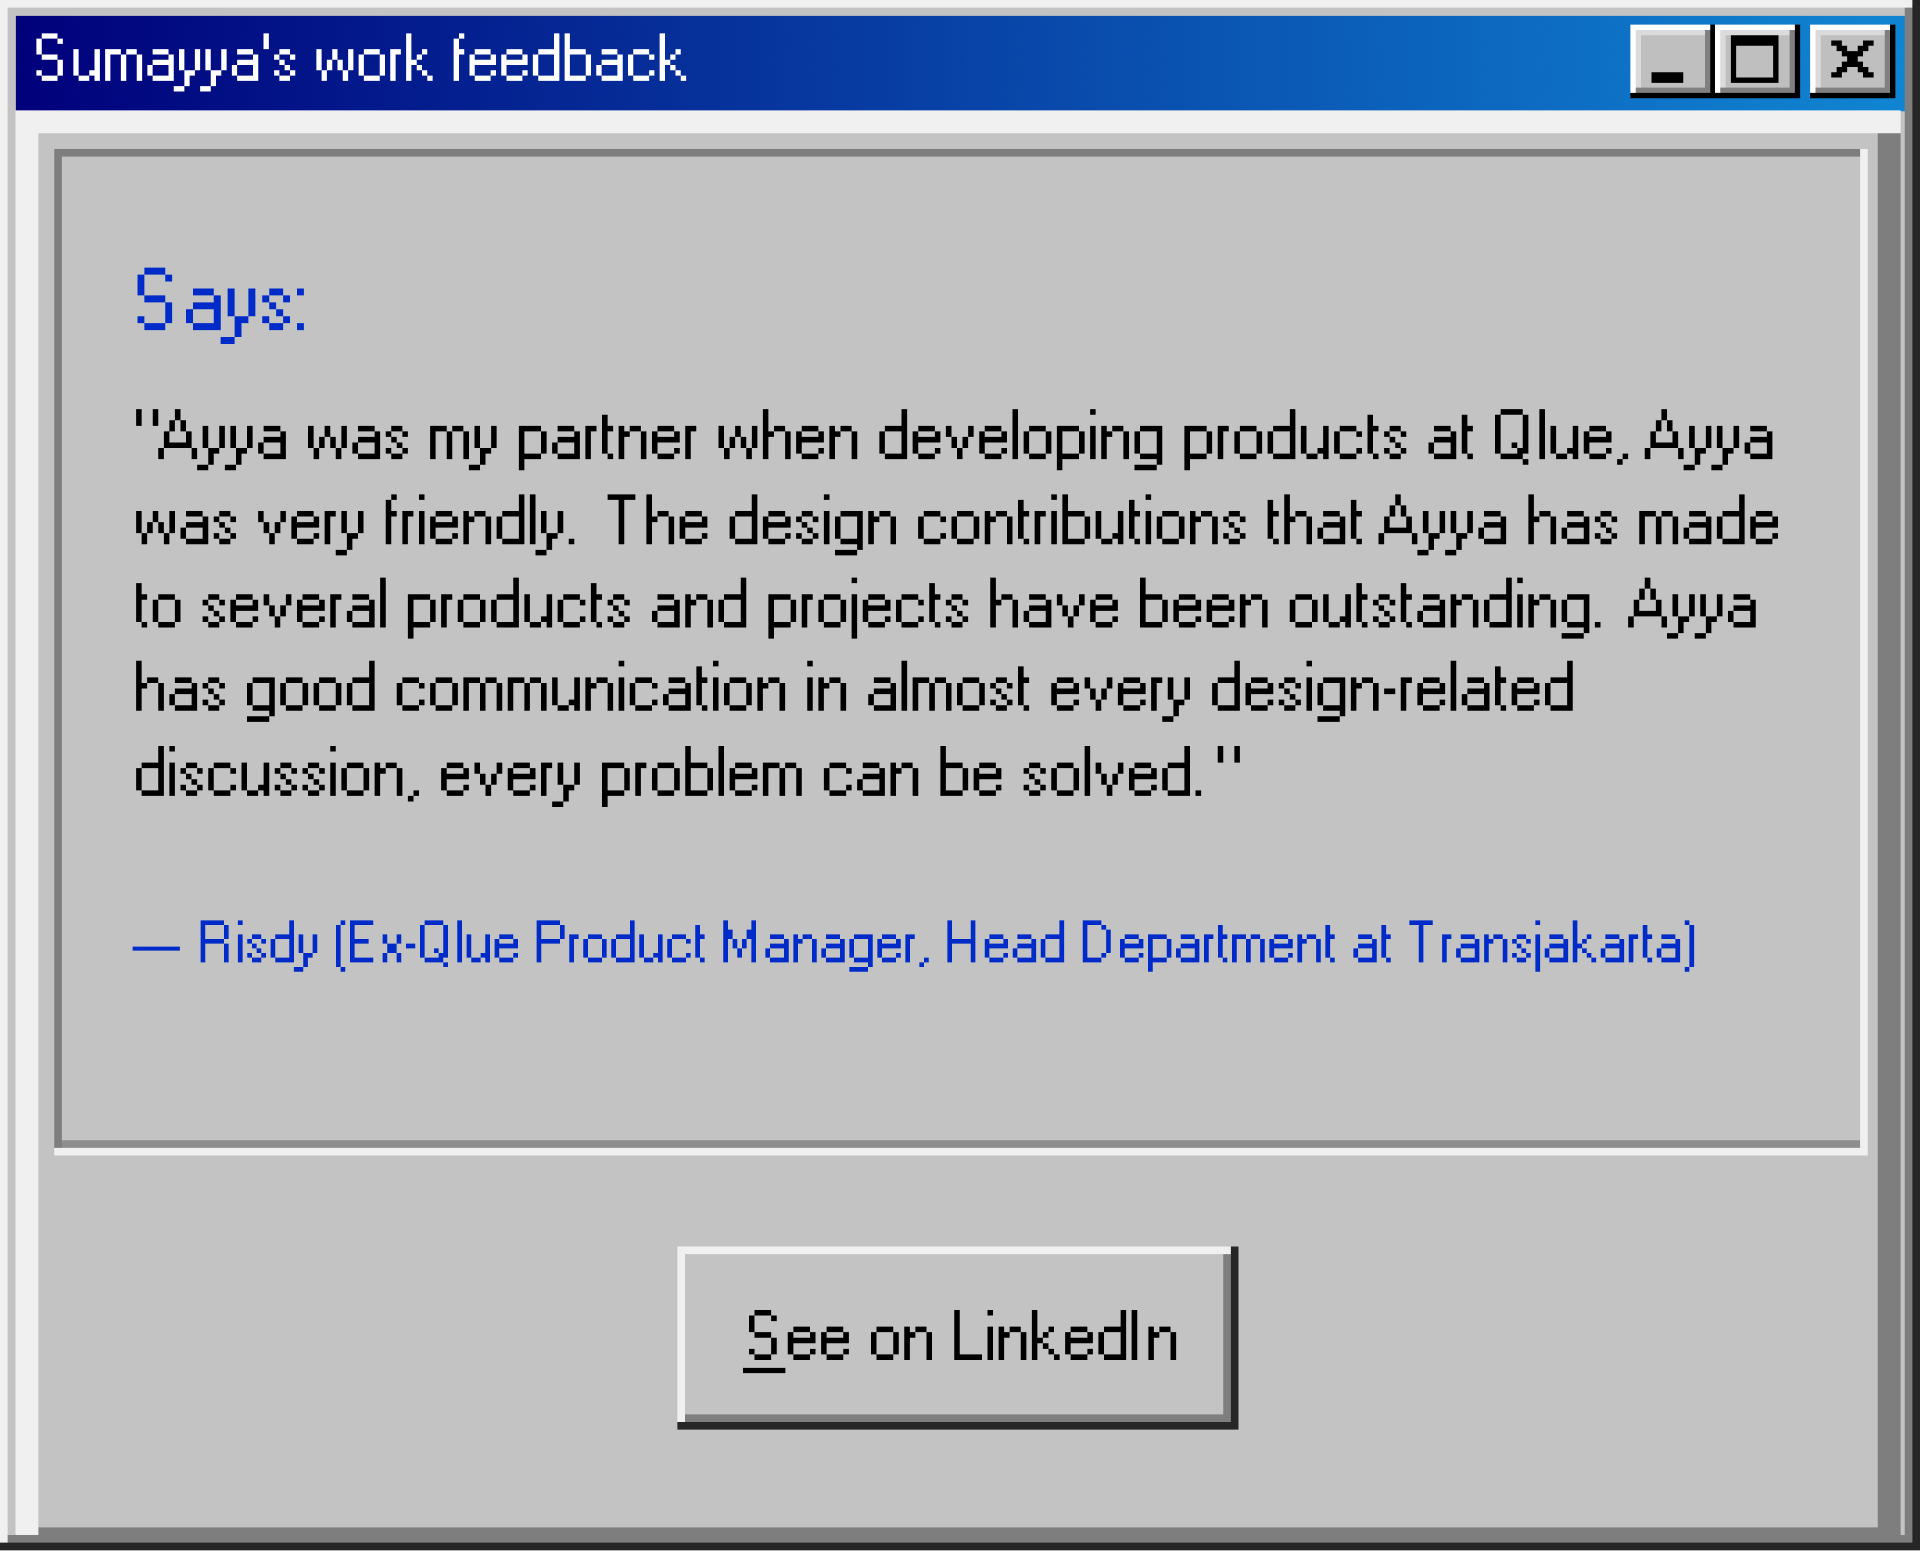 Sumayya's work feedback
Says:
"Ayya was my partner when developing products at Qlue, Ayya
was very friendly. The design contributions that Ayya has made
to several products and projects have been outstanding. Ayya
has good communication in almost every design-related
discussion, every problem can be solved."
— Risdy (Ex-Qlue Product Manager, Head Department at Transjakarta)
See on LinkedIn